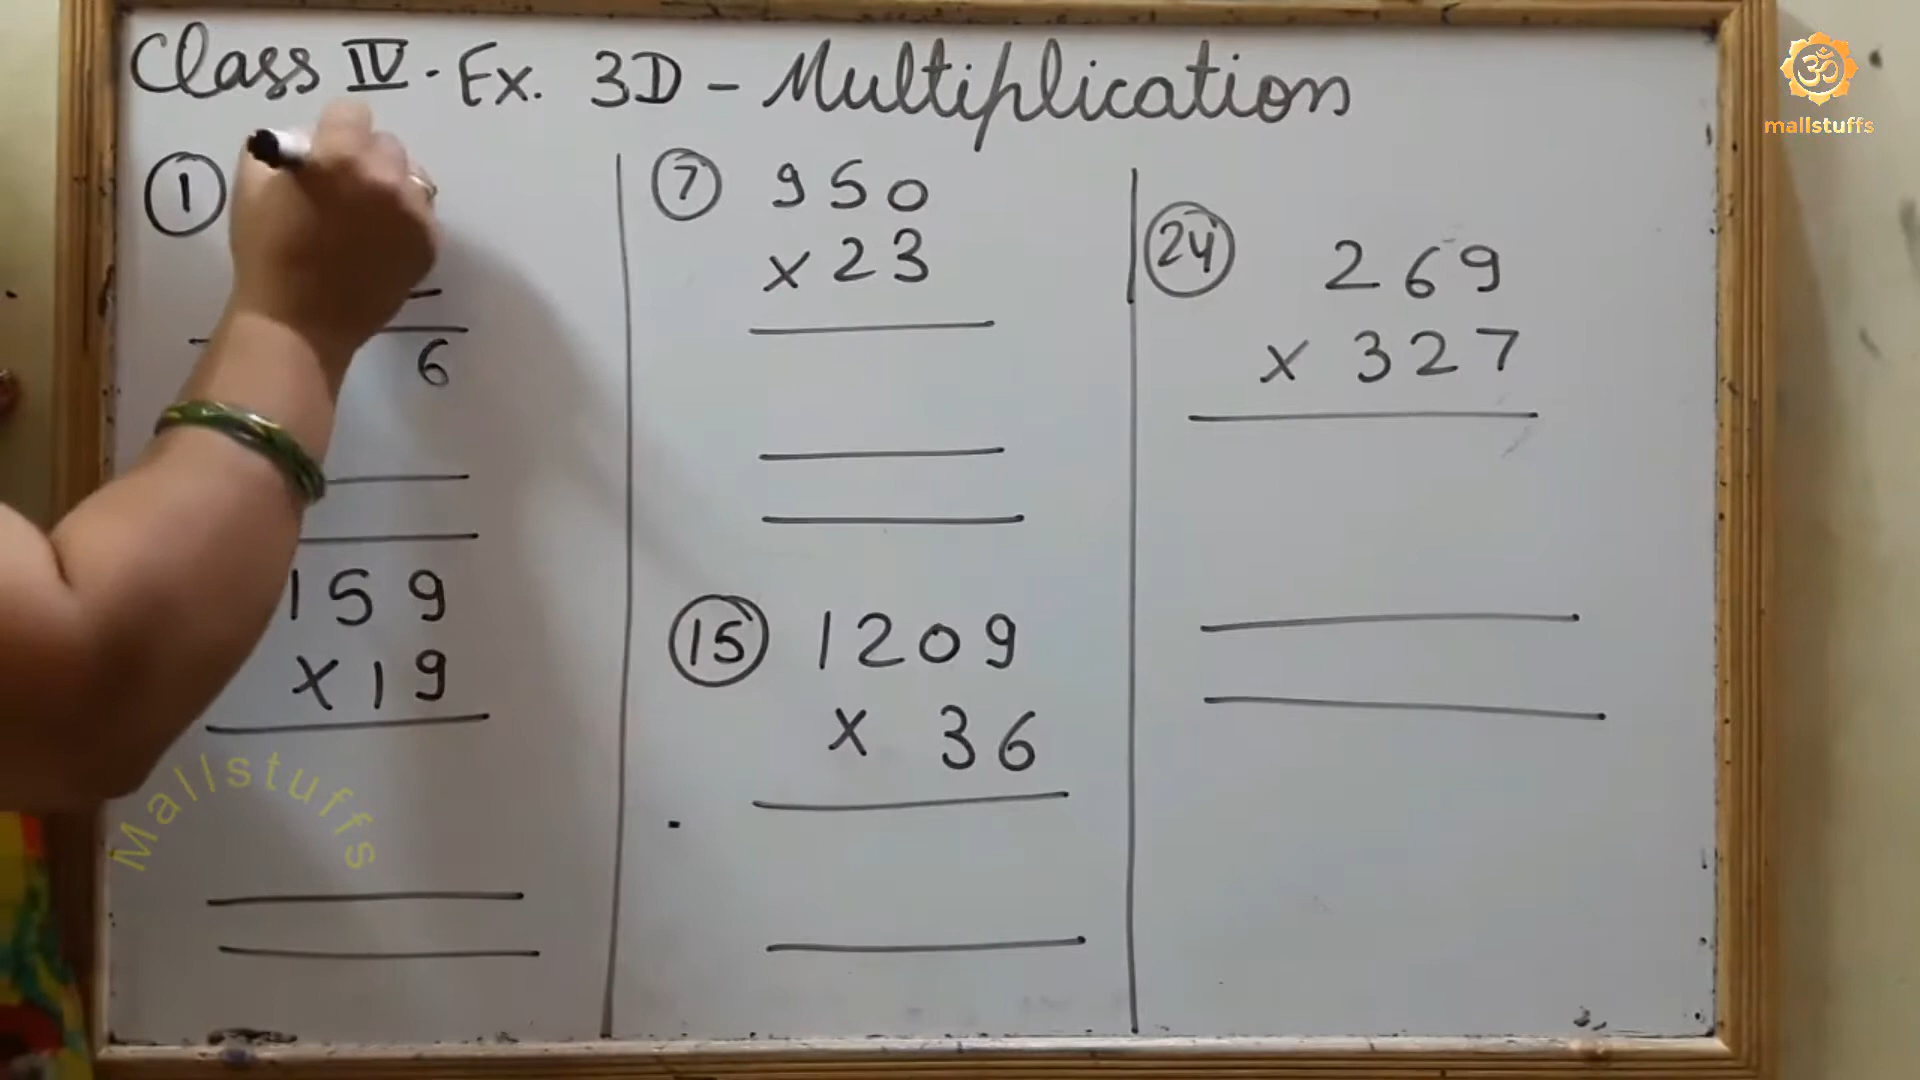 Class IV. Ex. 3D - Multiplication
1
6
159
x19
7 950
x 23
15 1209
x 36
24 269
x 327
Mallstuffs
ॐ
mallstuffs